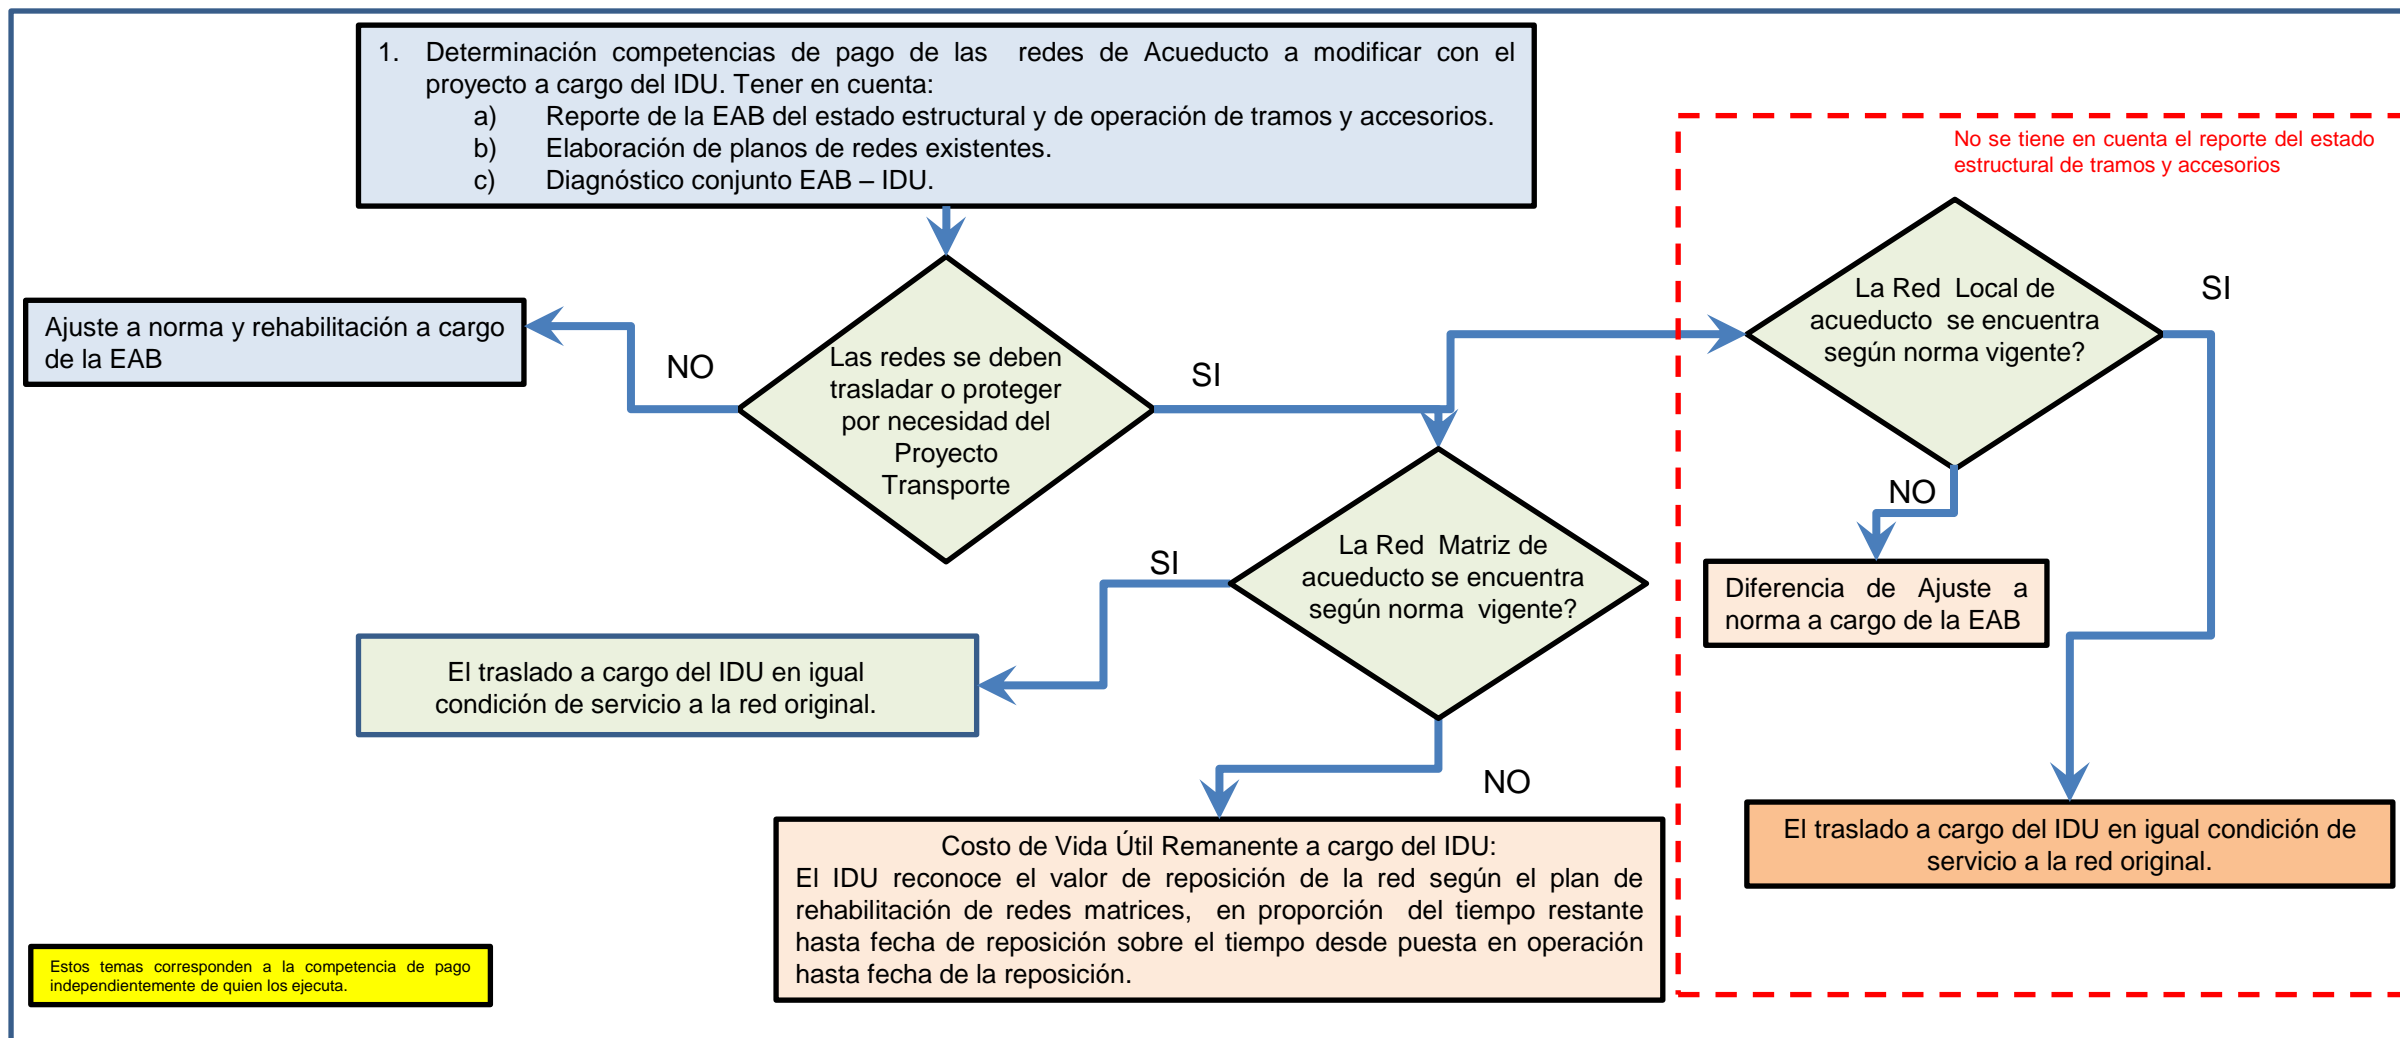 1. Determinación competencias de pago de las redes de Acueducto a modificar con el
proyecto a cargo del IDU. Tener en cuenta:
a) Reporte de la EAB del estado estructural y de operación de tramos y accesorios.
b) Elaboración de planos de redes existentes.
c) Diagnóstico conjunto EAB – IDU.
No se tiene en cuenta el reporte del estado
estructural de tramos y accesorios
Ajuste a norma y rehabilitación a cargo
de la EAB
NO
Las redes se deben
trasladar o proteger
por necesidad del
Proyecto
Transporte
SI
La Red Local de
acueducto se encuentra
según norma vigente?
SI
NO
Diferencia de Ajuste a
norma a cargo de la EAB
La Red Matriz de
acueducto se encuentra
según norma vigente?
SI
El traslado a cargo del IDU en igual
condición de servicio a la red original.
NO
Costo de Vida Útil Remanente a cargo del IDU:
El IDU reconoce el valor de reposición de la red según el plan de
rehabilitación de redes matrices, en proporción del tiempo restante
hasta fecha de reposición sobre el tiempo desde puesta en operación
hasta fecha de la reposición.
El traslado a cargo del IDU en igual condición de
servicio a la red original.
Estos temas corresponden a la competencia de pago
independientemente de quien los ejecuta.